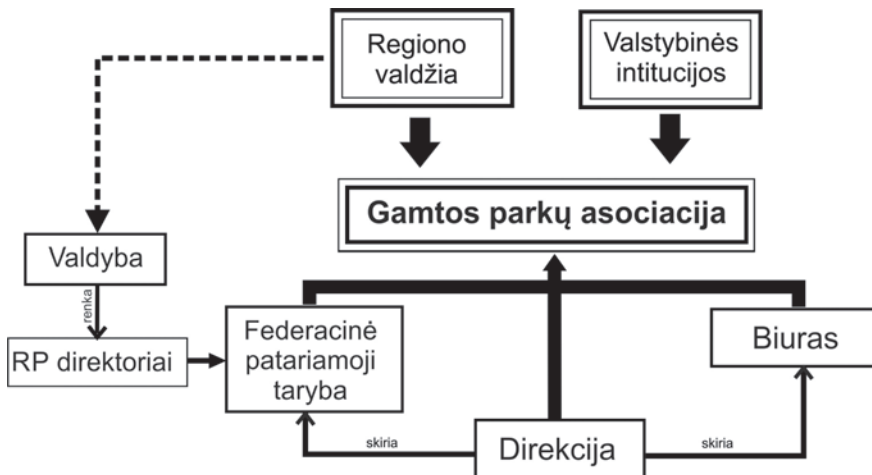 Regiono
valdžia
Valstybinės
intitucijos
Gamtos parkų asociacija
Valdyba
renka
RP direktoriai
Federacinė
patariamoji
taryba
Biuras
skiria
Direkcija
skiria